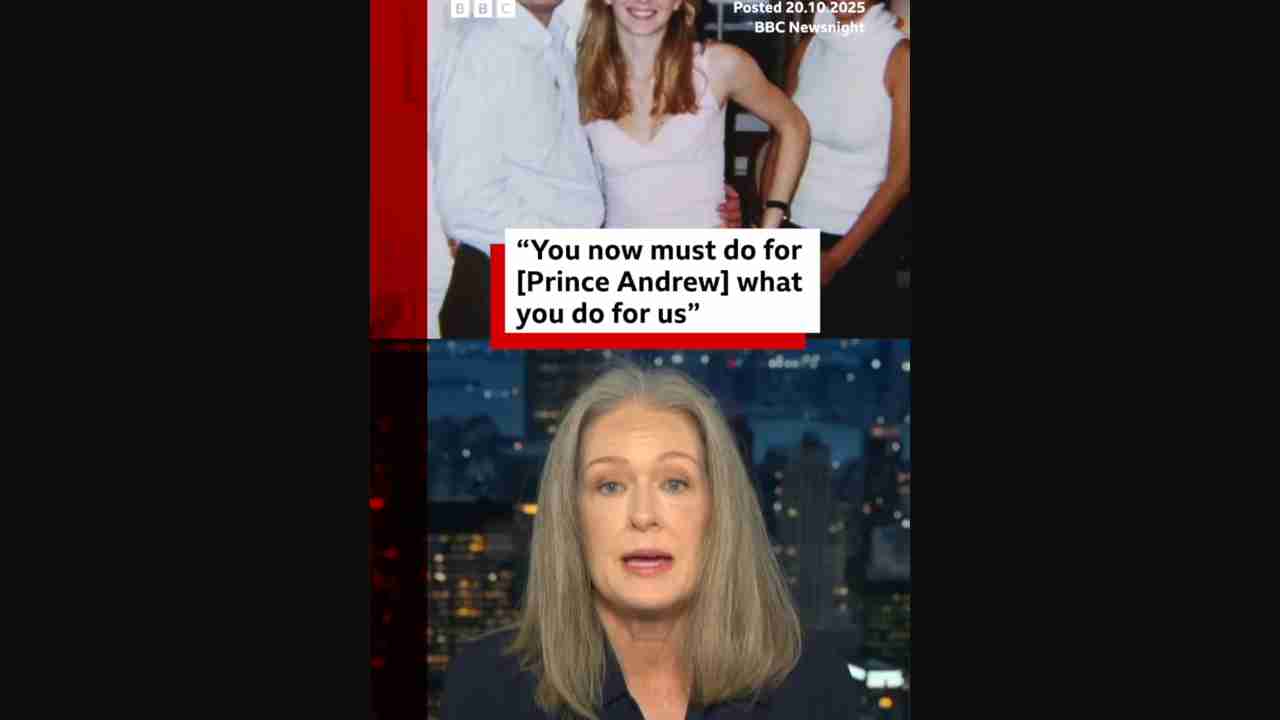 BBC
Posted 20.10.2025
BBC Newsnight
“You now must do for
[Prince Andrew] what
you do for us”